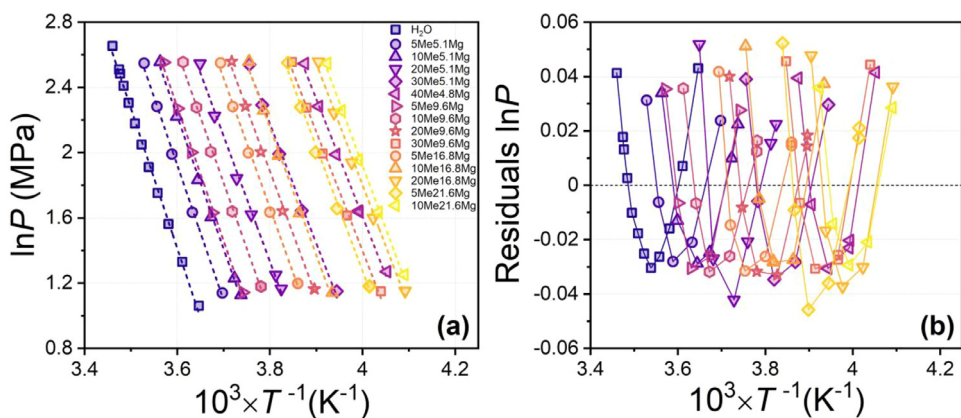 lnP (MPa)
2.8
2.4
2.0
1.6
1.2
0.8
3.4
3.6
3.8
4.0
4.2
10³×T⁻¹(K⁻¹)
(a)
H₂O
5Me5.1Mg
10Me5.1Mg
20Me5.1Mg
30Me5.1Mg
40Me4.8Mg
5Me9.6Mg
10Me9.6Mg
20Me9.6Mg
30Me9.6Mg
5Me16.8Mg
10Me16.8Mg
20Me16.8Mg
5Me21.6Mg
10Me21.6Mg
Residuals lnP
0.06
0.04
0.02
0
-0.02
-0.04
-0.06
3.4
3.6
3.8
4.0
4.2
10³×T⁻¹(K⁻¹)
(b)